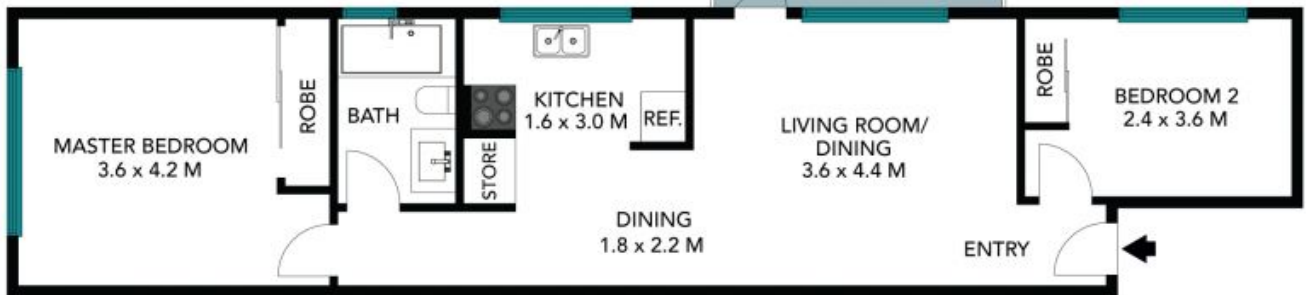 MASTER BEDROOM
3.6 x 4.2 M
ROBE
BATH
KITCHEN
1.6 x 3.0 M
REF.
STORE
DINING
1.8 x 2.2 M
LIVING ROOM/
DINING
3.6 x 4.4 M
ENTRY
ROBE
BEDROOM 2
2.4 x 3.6 M